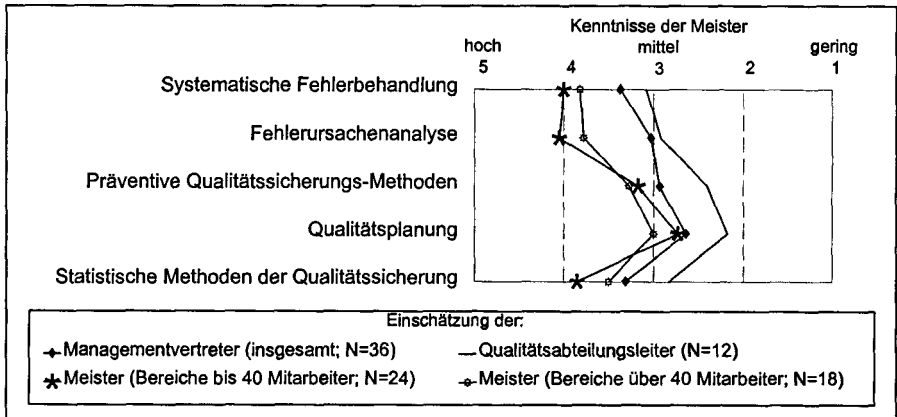 Kenntnisse der Meister
hoch mittel gering
5 4 3 2 1
Systematische Fehlerbehandlung
Fehlerursachenanalyse
Präventive Qualitätssicherungs-Methoden
Qualitätsplanung
Statistische Methoden der Qualitätssicherung
Einschätzung der:
Managementvertreter (insgesamt; N=36) Qualitätsabteilungsleiter (N=12)
Meister (Bereiche bis 40 Mitarbeiter; N=24) Meister (Bereiche über 40 Mitarbeiter; N=18)